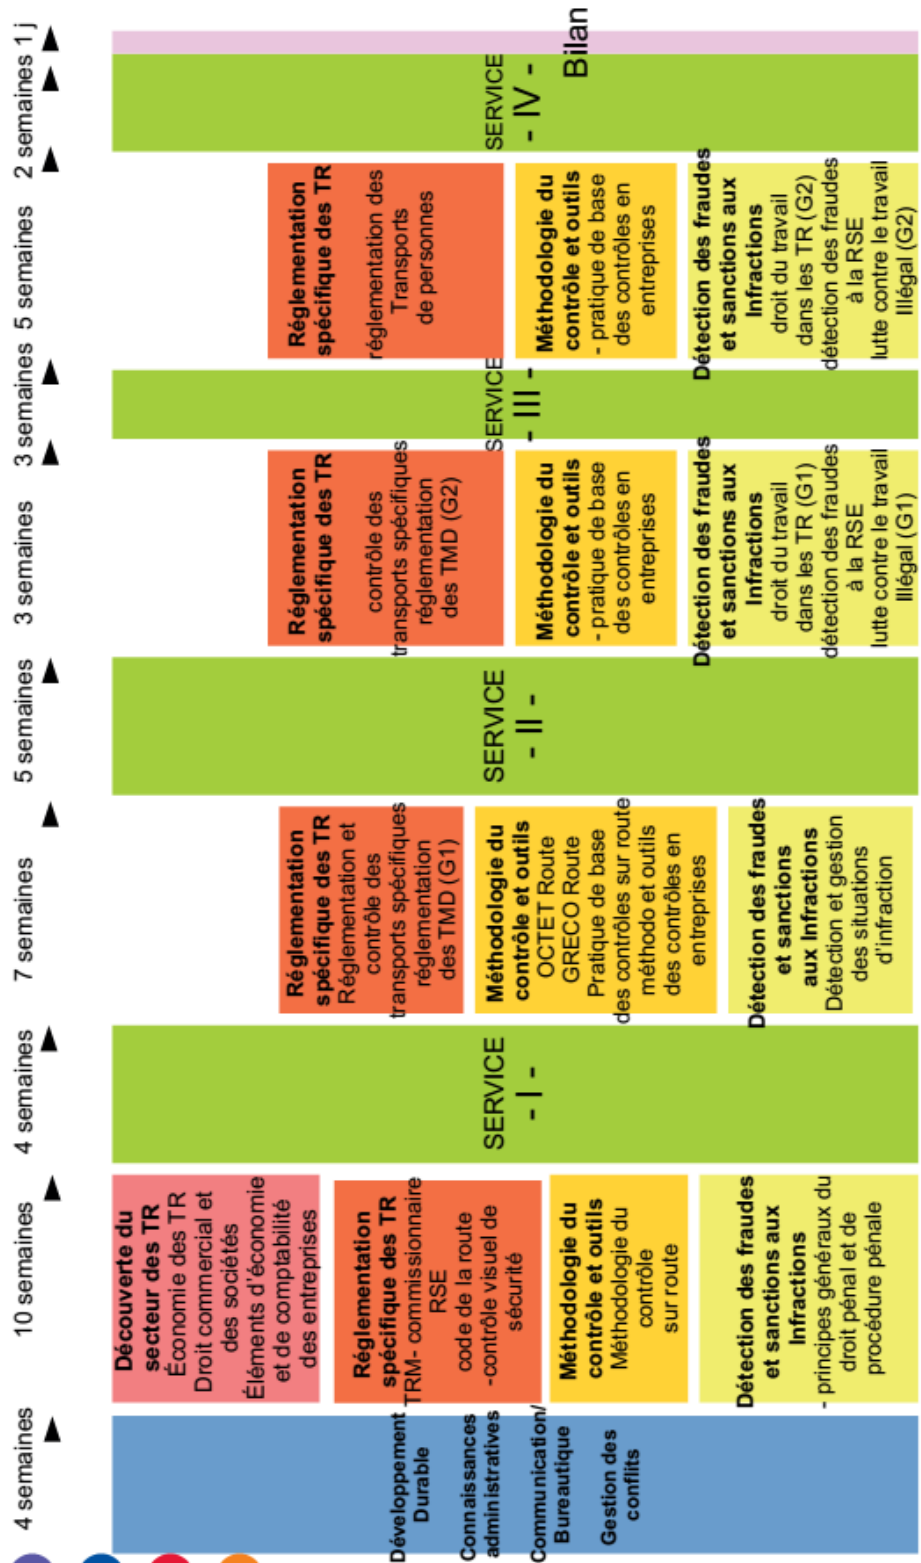 4 semaines
10 semaines
4 semaines
7 semaines
5 semaines
3 semaines
3 semaines
5 semaines
2 semaines
1 j
Développement
Durable
Connaissances
administratives
Communication/
Bureautique
Gestion des
conflits
Découverte du
secteur des TR
Économie des TR
Droit commercial et
des sociétés
Éléments d'économie
et de comptabilité
des entreprises
Réglementation
spécifique des TR
TRM- commissionnaire
RSE
code de la route
-contrôle visuel de
sécurité
Méthodologie du
contrôle et outils
Méthodologie du
contrôle
sur route
Détection des fraudes
et sanctions aux
Infractions
- principes généraux du
droit pénal et de
procédure pénale
SERVICE
- I -
Réglementation
spécifique des TR
Réglementation et
contrôle des
transports spécifiques
réglementation
des TMD (G1)
Méthodologie du
contrôle et outils
OCTET Route
GRECO Route
Pratique de base
des contrôles sur route
méthodo et outils
des contrôles en
entreprises
Détection des fraudes
et sanctions
aux Infractions
Détection et gestion
des situations
d'infraction
SERVICE
- II -
Réglementation
spécifique des TR
contrôle des
transports spécifiques
réglementation
des TMD (G2)
Méthodologie du
contrôle et outils
- pratique de base
des contrôles en
entreprises
Détection des fraudes
et sanctions aux
Infractions
droit du travail
dans les TR (G1)
détection des fraudes
à la RSE
lutte contre le travail
Illégal (G1)
SERVICE
- III -
Réglementation
spécifique des TR
réglementation des
Transports
de personnes
Méthodologie du
contrôle et outils
- pratique de base
des contrôles en
entreprises
Détection des fraudes
et sanctions aux
Infractions
droit du travail
dans les TR (G2)
détection des fraudes
à la RSE
lutte contre le travail
Illégal (G2)
SERVICE
- IV -
Bilan